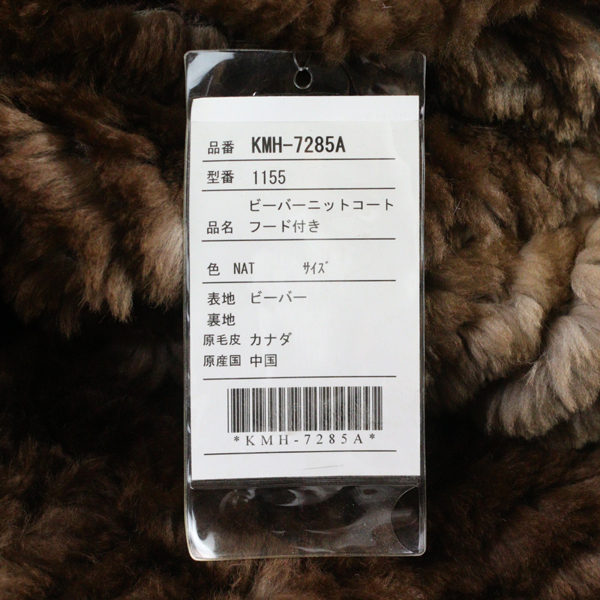 品番 KMH-7285A
型番 1155
ビーバーニットコート
品名 フード付き
色 NAT ｻｲｽﾞ
表地 ビーバー
裏地
原毛皮 カナダ
原産国 中国
*KMH-7285A*